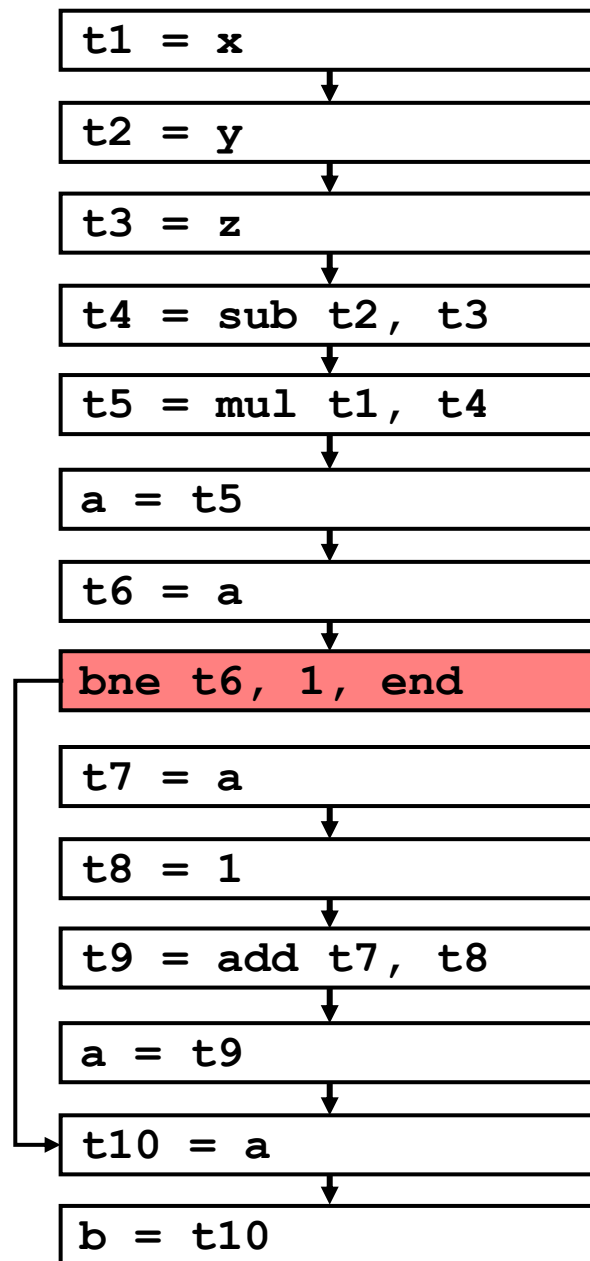 t1 = x
t2 = y
t3 = z
t4 = sub t2, t3
t5 = mul t1, t4
a = t5
t6 = a
bne t6, 1, end
t7 = a
t8 = 1
t9 = add t7, t8
a = t9
t10 = a
b = t10